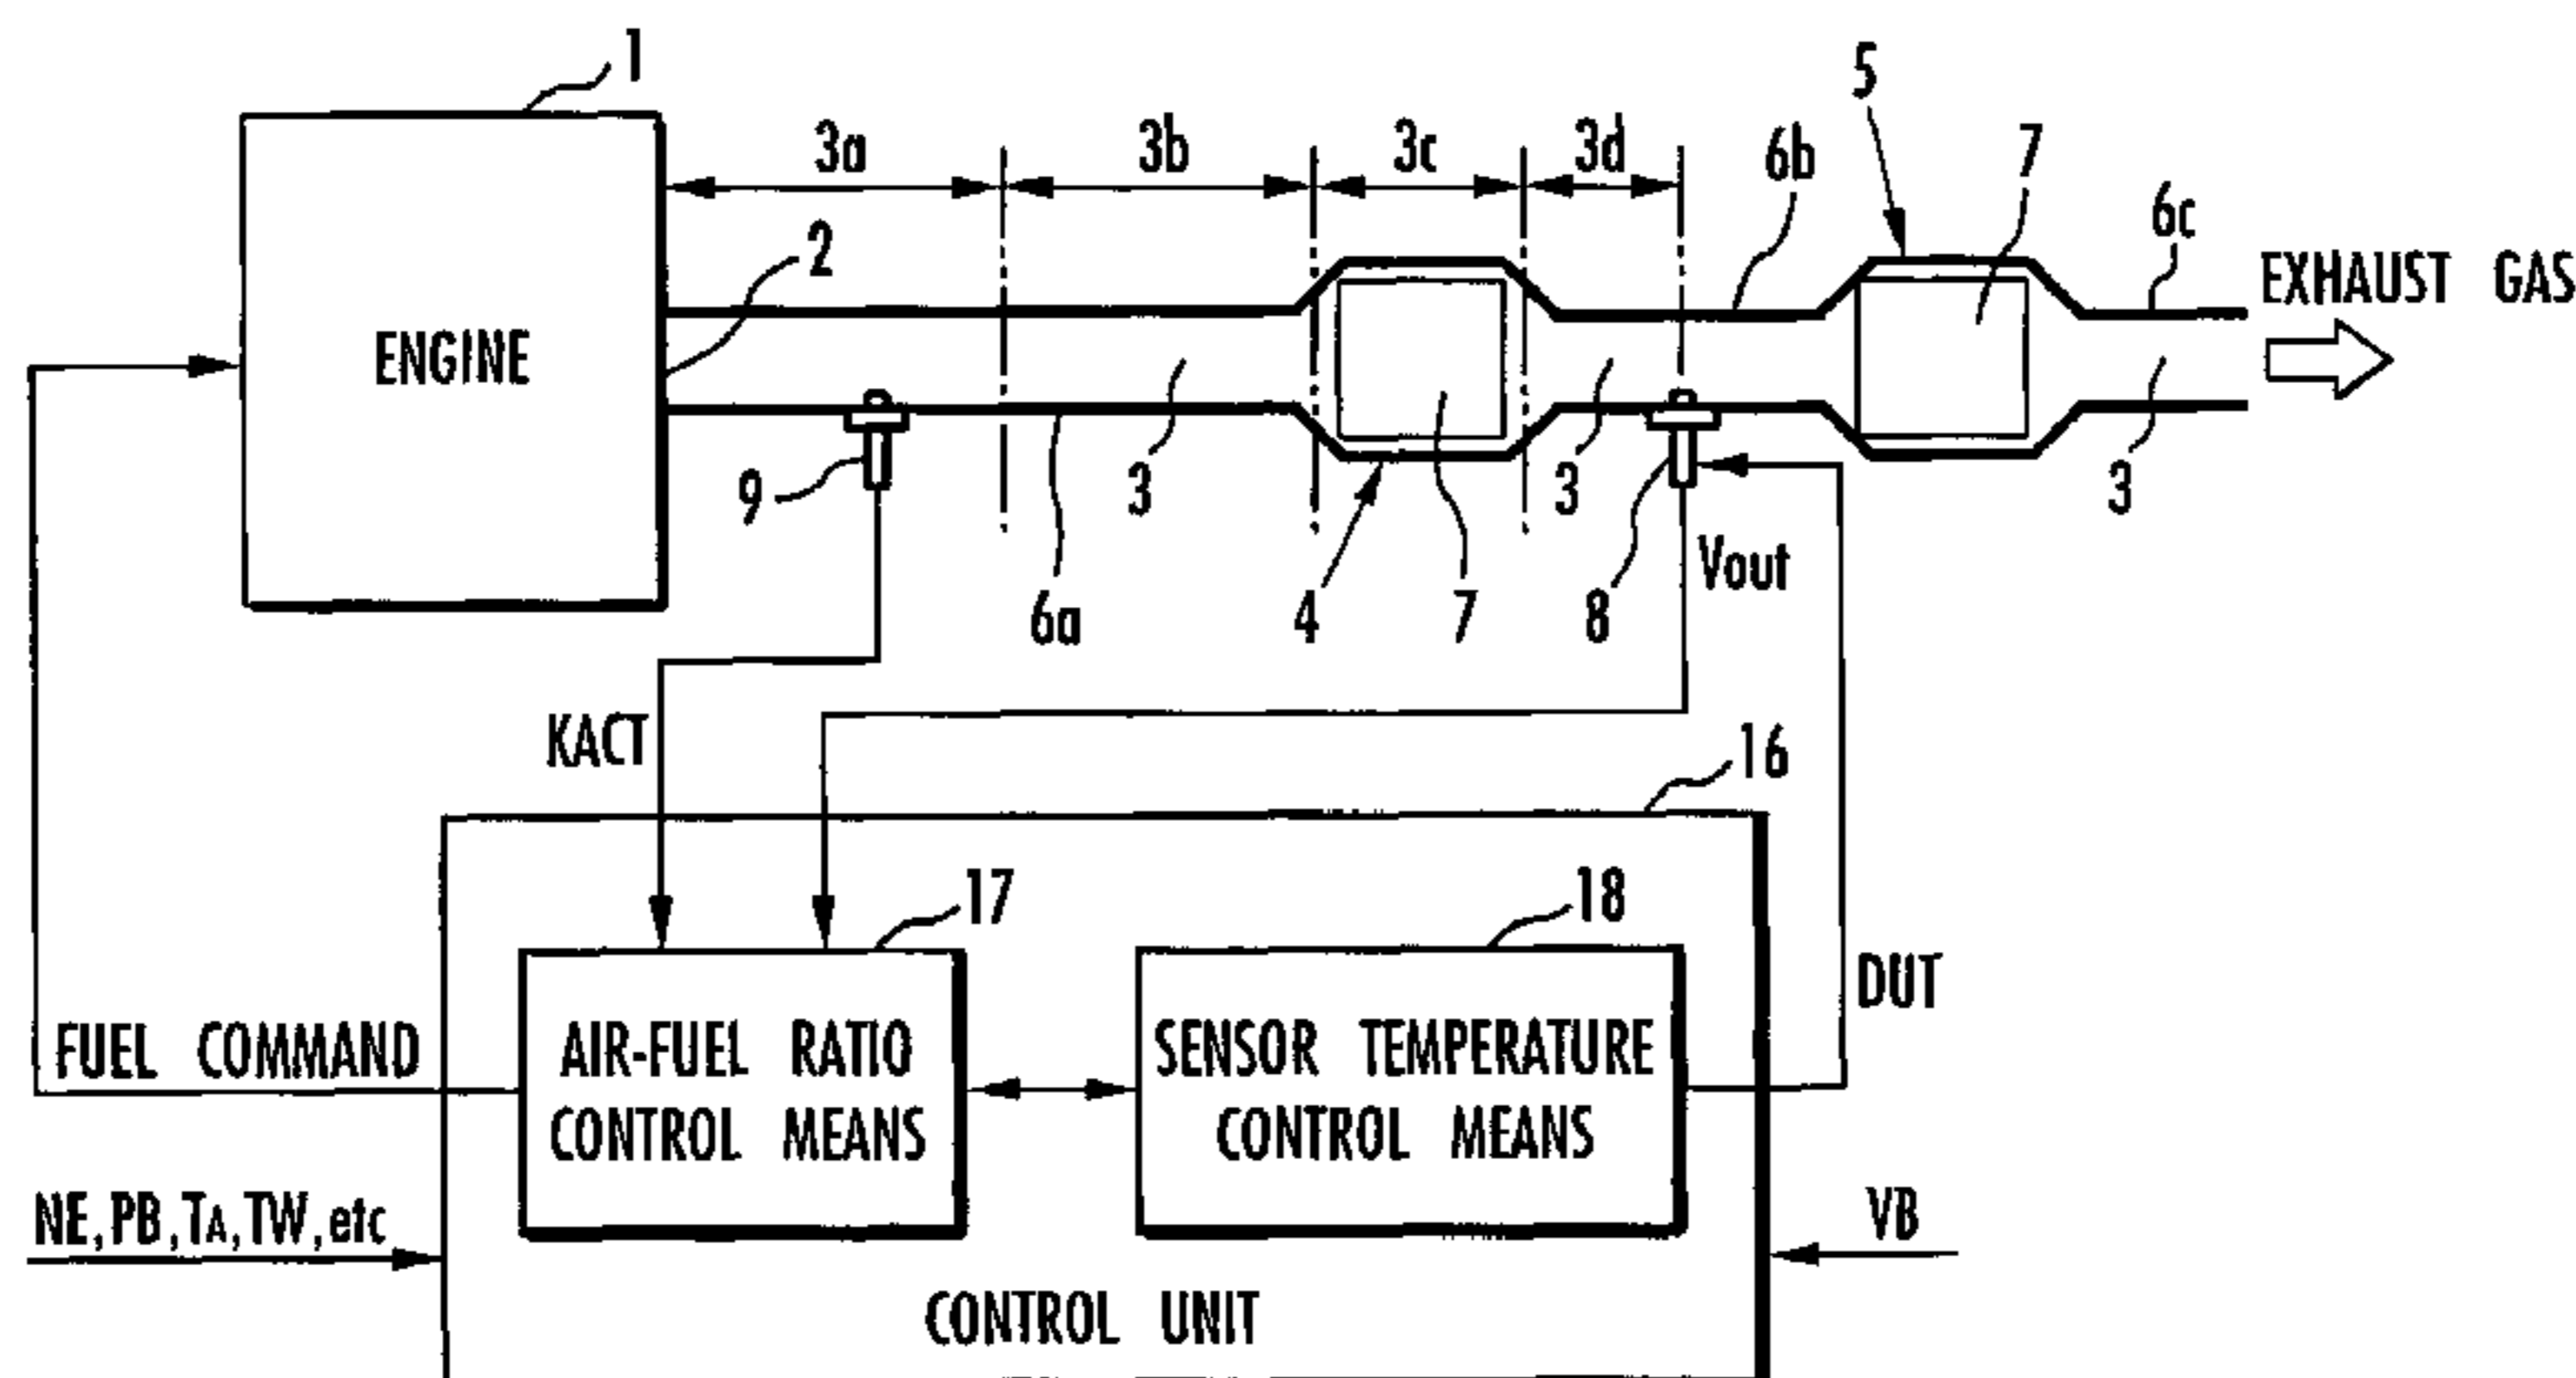 1
5
3a
3b
3c
3d
6b
7
6c
2
EXHAUST GAS
ENGINE
9
3
3
3
Vout
6a
4
7
8
KACT
16
17
18
DUT
FUEL COMMAND
AIR-FUEL RATIO
CONTROL MEANS
SENSOR TEMPERATURE
CONTROL MEANS
NE,PB,TA,TW,etc
VB
CONTROL UNIT